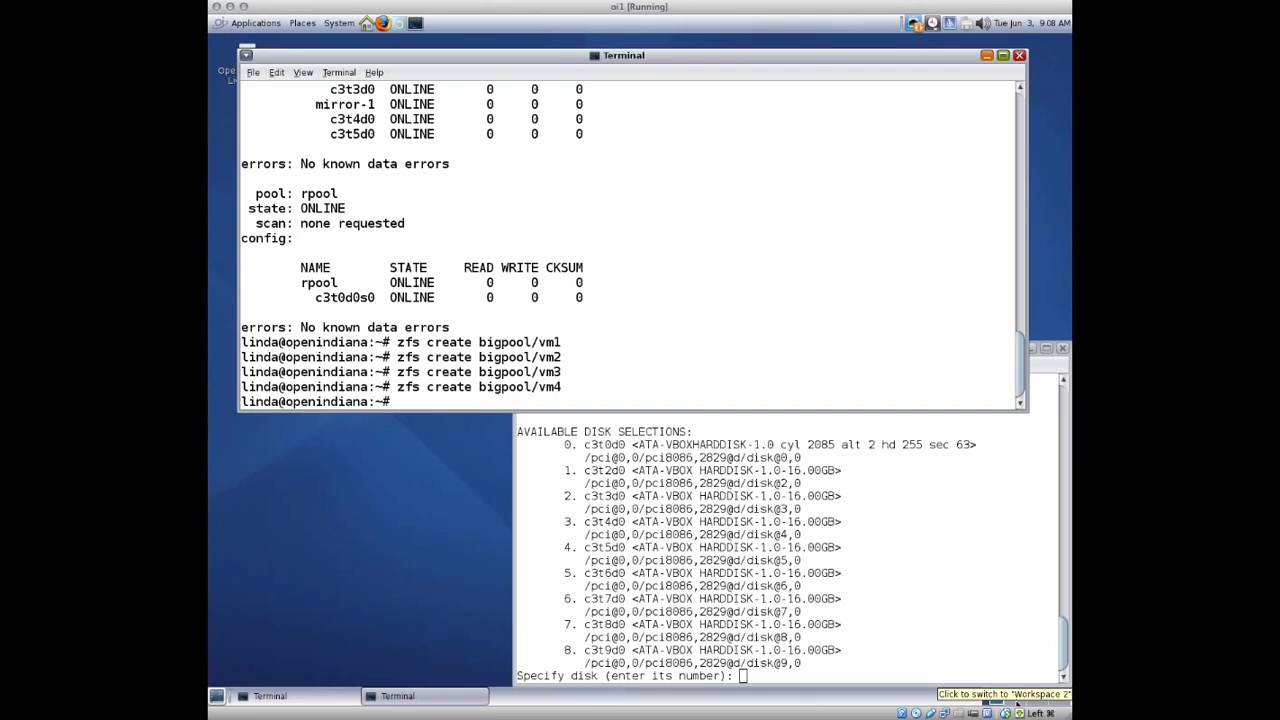 oi1 [Running]
Applications Places System Tue Jun 3, 9:08 AM
Terminal
File Edit View Terminal Help
c3t3d0 ONLINE 0 0 0
mirror-1 ONLINE 0 0 0
c3t4d0 ONLINE 0 0 0
c3t5d0 ONLINE 0 0 0
errors: No known data errors
pool: rpool
state: ONLINE
scan: none requested
config:
NAME STATE READ WRITE CKSUM
rpool ONLINE 0 0 0
c3t0d0s0 ONLINE 0 0 0
errors: No known data errors
linda@openindiana:~# zfs create bigpool/vm1
linda@openindiana:~# zfs create bigpool/vm2
linda@openindiana:~# zfs create bigpool/vm3
linda@openindiana:~# zfs create bigpool/vm4
linda@openindiana:~#
AVAILABLE DISK SELECTIONS:
0. c3t0d0 <ATA-VBOXHARDDISK-1.0 cyl 2085 alt 2 hd 255 sec 63>
/pci@0,0/pci8086,2829@d/disk@0,0
1. c3t2d0 <ATA-VBOX HARDDISK-1.0-16.00GB>
/pci@0,0/pci8086,2829@d/disk@2,0
2. c3t3d0 <ATA-VBOX HARDDISK-1.0-16.00GB>
/pci@0,0/pci8086,2829@d/disk@3,0
3. c3t4d0 <ATA-VBOX HARDDISK-1.0-16.00GB>
/pci@0,0/pci8086,2829@d/disk@4,0
4. c3t5d0 <ATA-VBOX HARDDISK-1.0-16.00GB>
/pci@0,0/pci8086,2829@d/disk@5,0
5. c3t6d0 <ATA-VBOX HARDDISK-1.0-16.00GB>
/pci@0,0/pci8086,2829@d/disk@6,0
6. c3t7d0 <ATA-VBOX HARDDISK-1.0-16.00GB>
/pci@0,0/pci8086,2829@d/disk@7,0
7. c3t8d0 <ATA-VBOX HARDDISK-1.0-16.00GB>
/pci@0,0/pci8086,2829@d/disk@8,0
8. c3t9d0 <ATA-VBOX HARDDISK-1.0-16.00GB>
/pci@0,0/pci8086,2829@d/disk@9,0
Specify disk (enter its number):
Terminal Terminal Click to switch to "Workspace 2"
Left ⌘